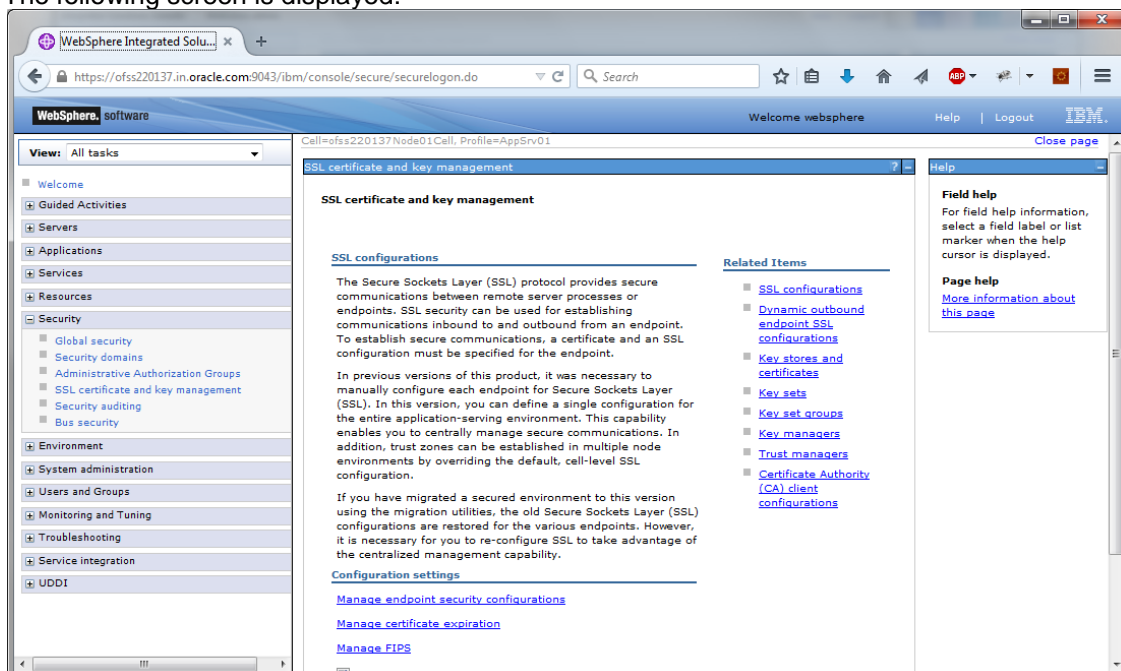 The following screen is displayed:
WebSphere Integrated Solu... × +
https://ofss220137.in.oracle.com:9043/ibm/console/secure/securelogon.do
Search
ABP
WebSphere. software
Welcome websphere
Help | Logout
IBM.
View: All tasks
Welcome
Guided Activities
Servers
Applications
Services
Resources
Security
Global security
Security domains
Administrative Authorization Groups
SSL certificate and key management
Security auditing
Bus security
Environment
System administration
Users and Groups
Monitoring and Tuning
Troubleshooting
Service integration
UDDI
Cell=ofss220137Node01Cell, Profile=AppSrv01
Close page
SSL certificate and key management ? -
SSL certificate and key management
SSL configurations
The Secure Sockets Layer (SSL) protocol provides secure
communications between remote server processes or
endpoints. SSL security can be used for establishing
communications inbound to and outbound from an endpoint.
To establish secure communications, a certificate and an SSL
configuration must be specified for the endpoint.
In previous versions of this product, it was necessary to
manually configure each endpoint for Secure Sockets Layer
(SSL). In this version, you can define a single configuration for
the entire application-serving environment. This capability
enables you to centrally manage secure communications. In
addition, trust zones can be established in multiple node
environments by overriding the default, cell-level SSL
configuration.
If you have migrated a secured environment to this version
using the migration utilities, the old Secure Sockets Layer (SSL)
configurations are restored for the various endpoints. However,
it is necessary for you to re-configure SSL to take advantage of
the centralized management capability.
Configuration settings
Manage endpoint security configurations
Manage certificate expiration
Manage FIPS
Related Items
SSL configurations
Dynamic outbound
endpoint SSL
configurations
Key stores and
certificates
Key sets
Key set groups
Key managers
Trust managers
Certificate Authority
(CA) client
configurations
Help -
Field help
For field help information,
select a field label or list
marker when the help
cursor is displayed.
Page help
More information about
this page